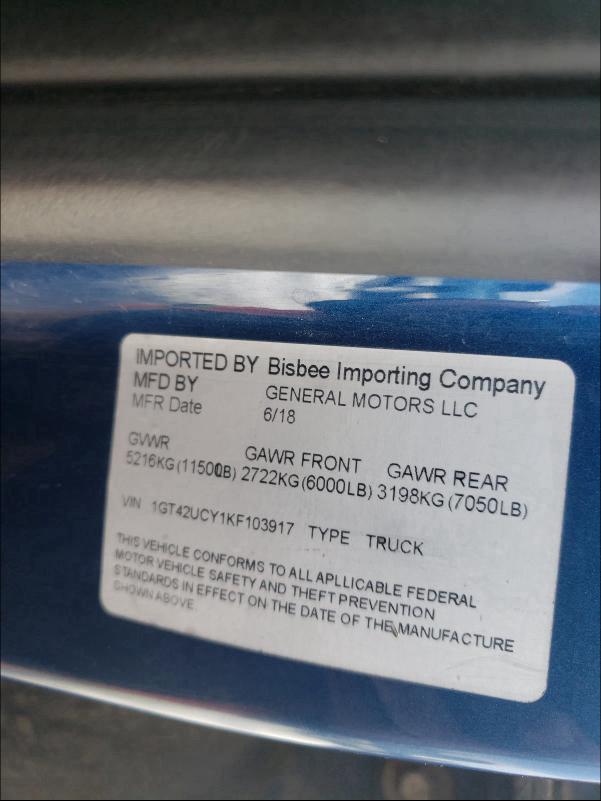 IMPORTED BY Bisbee Importing Company
MFD BY GENERAL MOTORS LLC
MFR Date 6/18
GVWR GAWR FRONT GAWR REAR
5216KG (11500LB) 2722KG (6000LB) 3198KG (7050LB)
VIN 1GT42UCY1KF103917 TYPE TRUCK
THIS VEHICLE CONFORMS TO ALL APLLICABLE FEDERAL
MOTOR VEHICLE SAFETY AND THEFT PREVENTION
STANDARDS IN EFFECT ON THE DATE OF THE MANUFACTURE
SHOWN ABOVE.